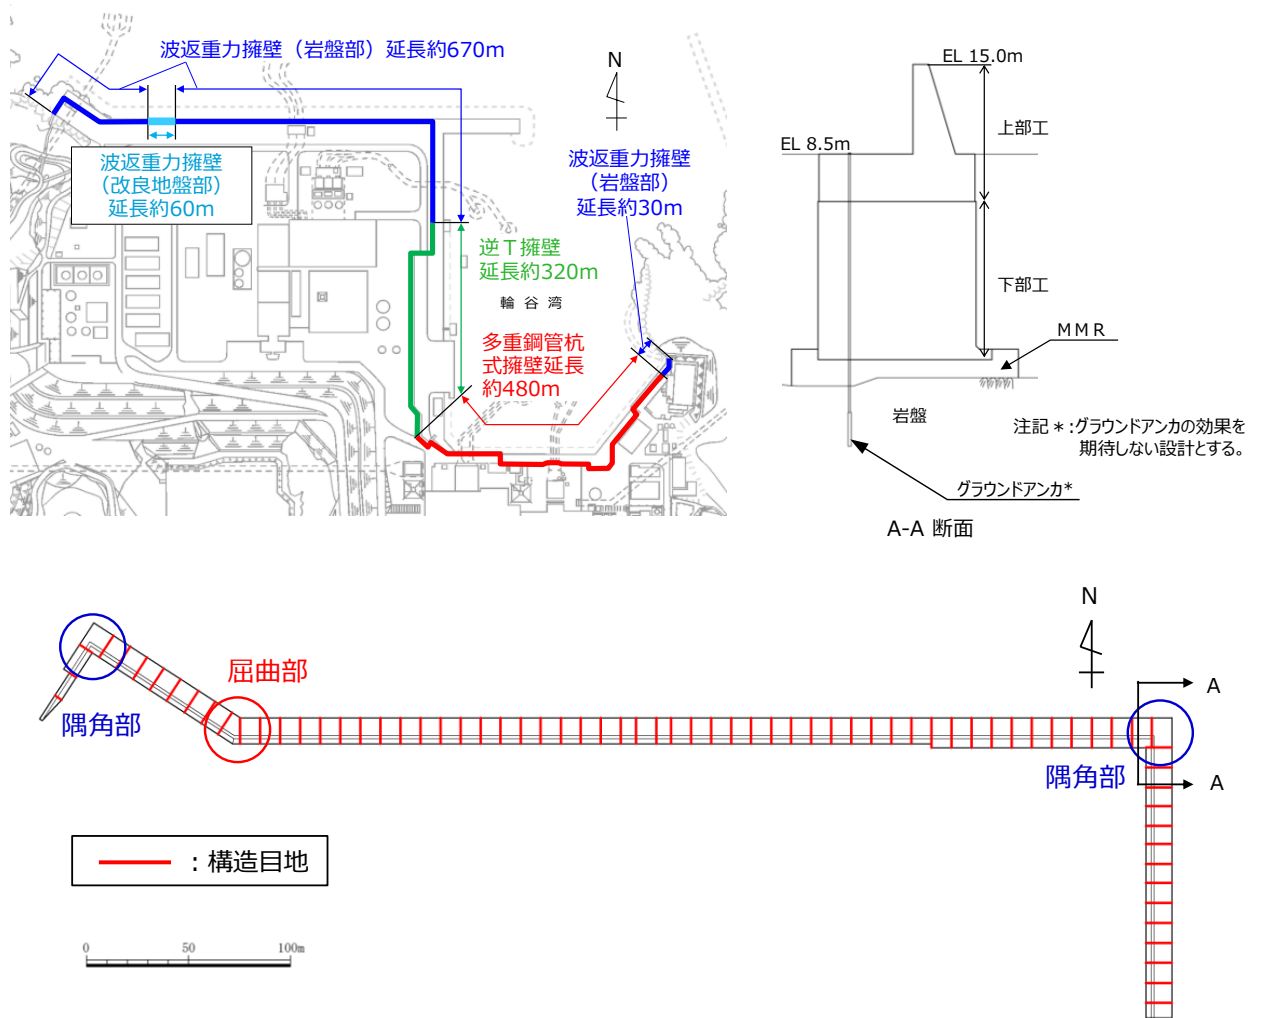 波返重力擁壁（岩盤部）延長約670m
N
波返重力擁壁
（改良地盤部）
延長約60m
波返重力擁壁
（岩盤部）
延長約30m
逆Ｔ擁壁
延長約320m
輪 谷 湾
多重鋼管杭
式擁壁延長
約480m
EL 15.0m
上部工
EL 8.5m
下部工
ＭＭＲ
岩盤
注記＊:グラウンドアンカの効果を
期待しない設計とする。
グラウンドアンカ*
A-A 断面
N
屈曲部
隅角部
A
隅角部
A
：構造目地
0 50 100m